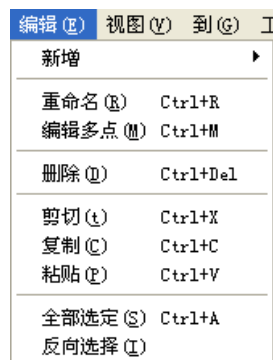 编辑(E) 视图(V) 到(G) 工
新增
重命名(R) Ctrl+R
编辑多点(M) Ctrl+M
删除(D) Ctrl+Del
剪切(t) Ctrl+X
复制(C) Ctrl+C
粘贴(P) Ctrl+V
全部选定(S) Ctrl+A
反向选择(I)